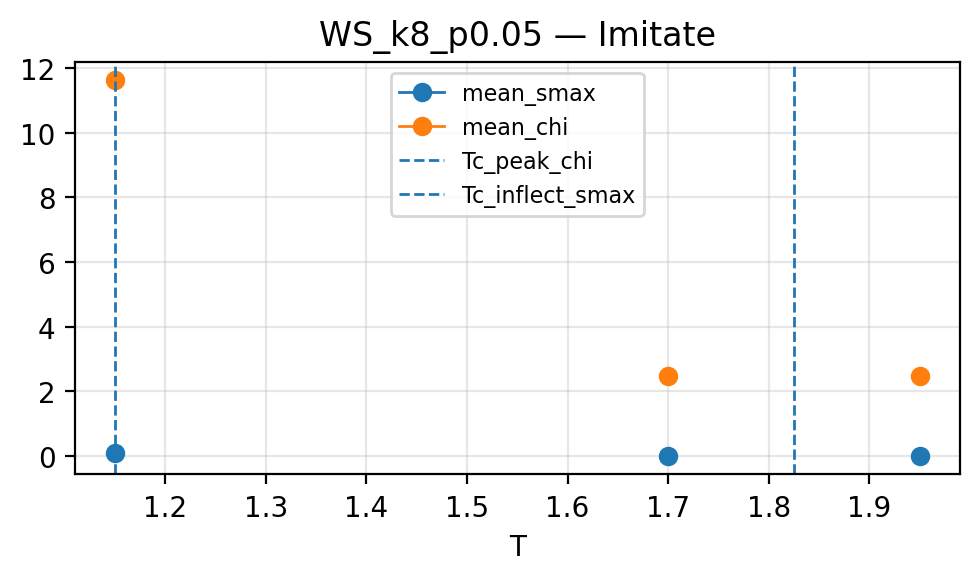 WS_k8_p0.05 — Imitate
12
10
8
6
4
2
0
mean_smax
mean_chi
Tc_peak_chi
Tc_inflect_smax
1.2 1.3 1.4 1.5 1.6 1.7 1.8 1.9
T